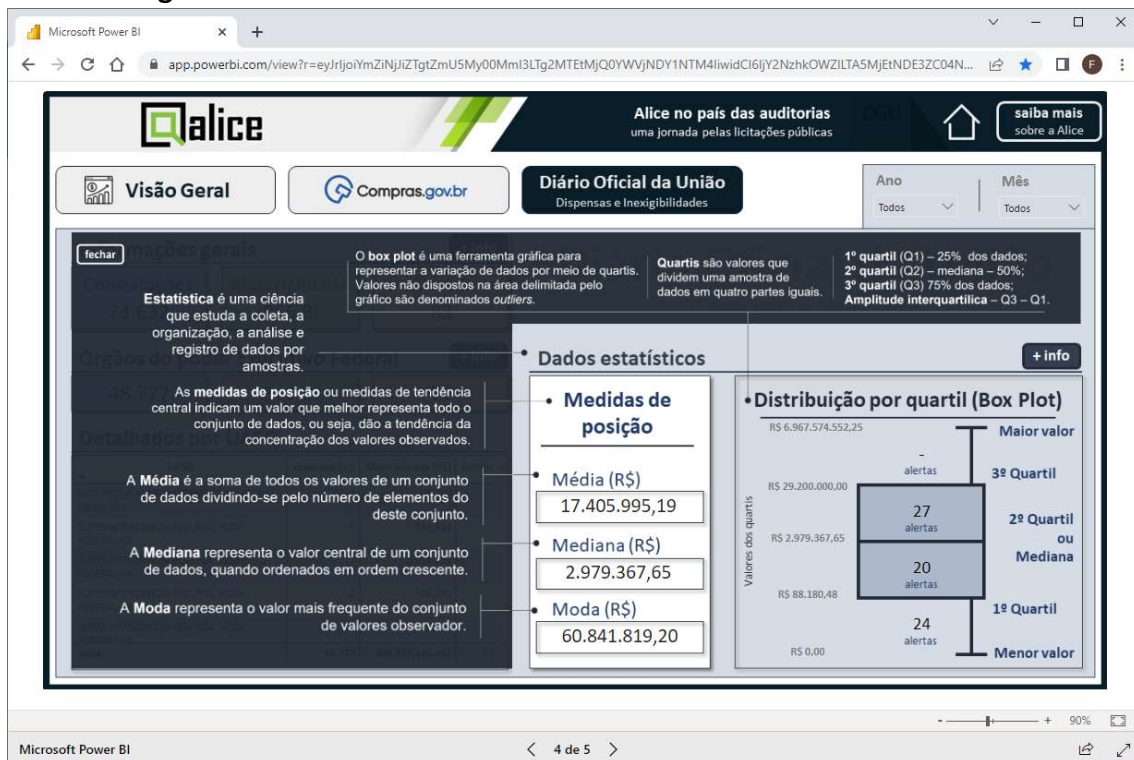 Microsoft Power BI
app.powerbi.com/view?r=eyJrIjoiYmZiNjJiZTgtZmU5My00MmI3LTg2MTEtMjQ0YWVjNDY1NTM4IiwidCI6IjY2NzhkOWZlLTA5MjEtNDE3ZC04N...
F
alice
Alice no país das auditorias
uma jornada pelas licitações públicas
saiba mais
sobre a Alice
Visão Geral
Compras.gov.br
Diário Oficial da União
Dispensas e Inexigibilidades
Ano
Todos
Mês
Todos
fechar
Estatística é uma ciência
que estuda a coleta, a
organização, a análise e
registro de dados por
amostras.
O box plot é uma ferramenta gráfica para
representar a variação de dados por meio de quartis.
Valores não dispostos na área delimitada pelo
gráfico são denominados outliers.
Quartis são valores que
dividem uma amostra de
dados em quatro partes iguais.
1º quartil (Q1) – 25% dos dados;
2º quartil (Q2) – mediana – 50%;
3º quartil (Q3) 75% dos dados;
Amplitude interquartílica – Q3 – Q1.
As medidas de posição ou medidas de tendência
central indicam um valor que melhor representa todo o
conjunto de dados, ou seja, dão a tendência da
concentração dos valores observados.
A Média é a soma de todos os valores de um conjunto
de dados dividindo-se pelo número de elementos do
deste conjunto.
A Mediana representa o valor central de um conjunto
de dados, quando ordenados em ordem crescente.
A Moda representa o valor mais frequente do conjunto
de valores observador.
Dados estatísticos
+ info
Medidas de
posição
Média (R$)
17.405.995,19
Mediana (R$)
2.979.367,65
Moda (R$)
60.841.819,20
Distribuição por quartil (Box Plot)
Valores dos quartis
R$ 6.967.574.552,25
Maior valor
-
alertas
3º Quartil
R$ 29.200.000,00
27
alertas
2º Quartil
ou
Mediana
R$ 2.979.367,65
20
alertas
R$ 88.180,48
1º Quartil
24
alertas
R$ 0,00
Menor valor
- + 90%
Microsoft Power BI
4 de 5